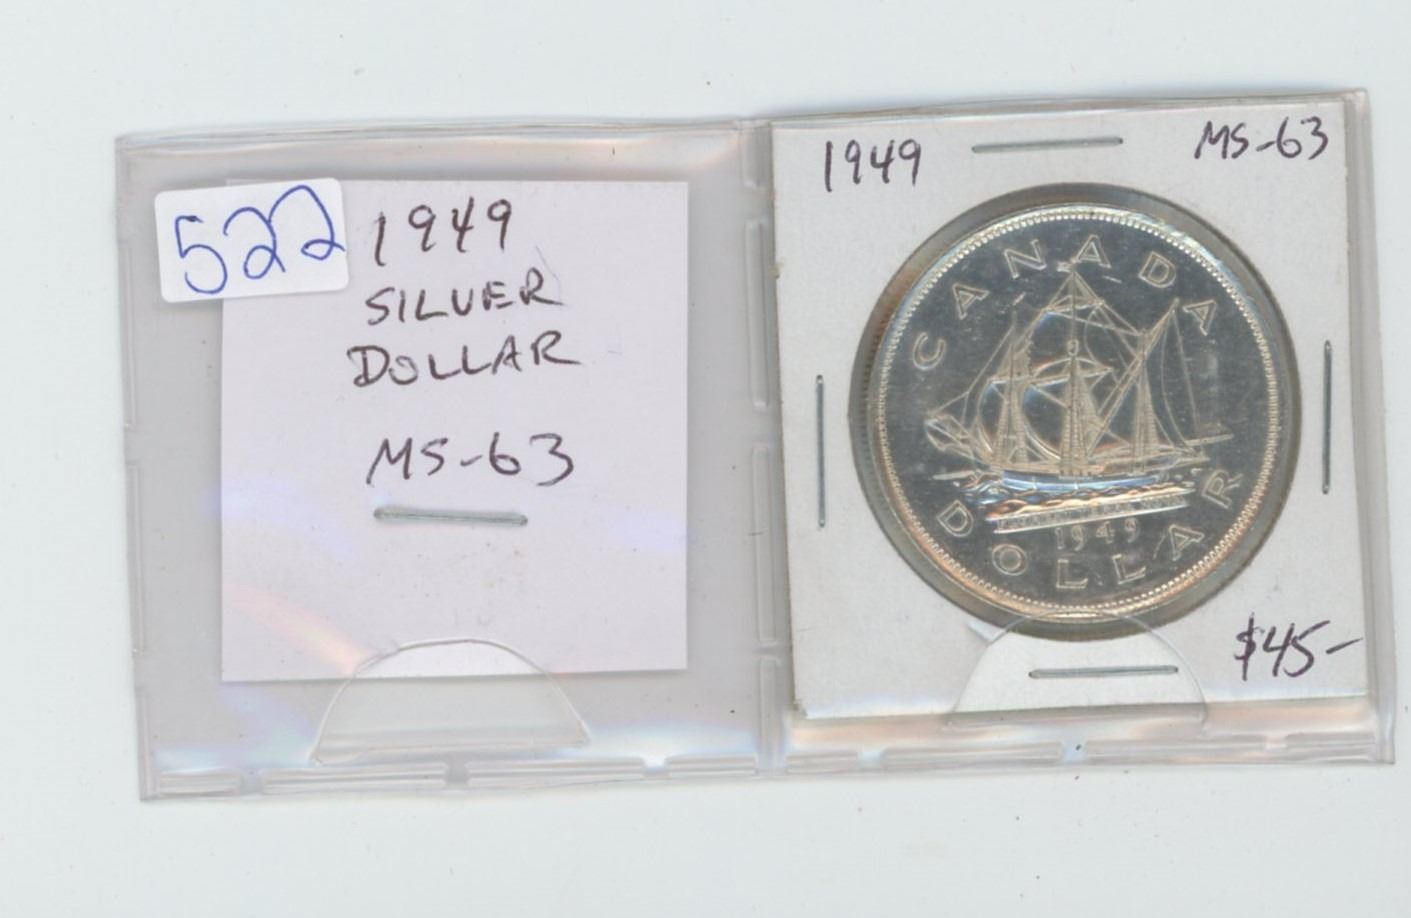 522
1949
SILVER
DOLLAR
MS-63
1949
MS-63
CANADA
1949
DOLLAR
$45-